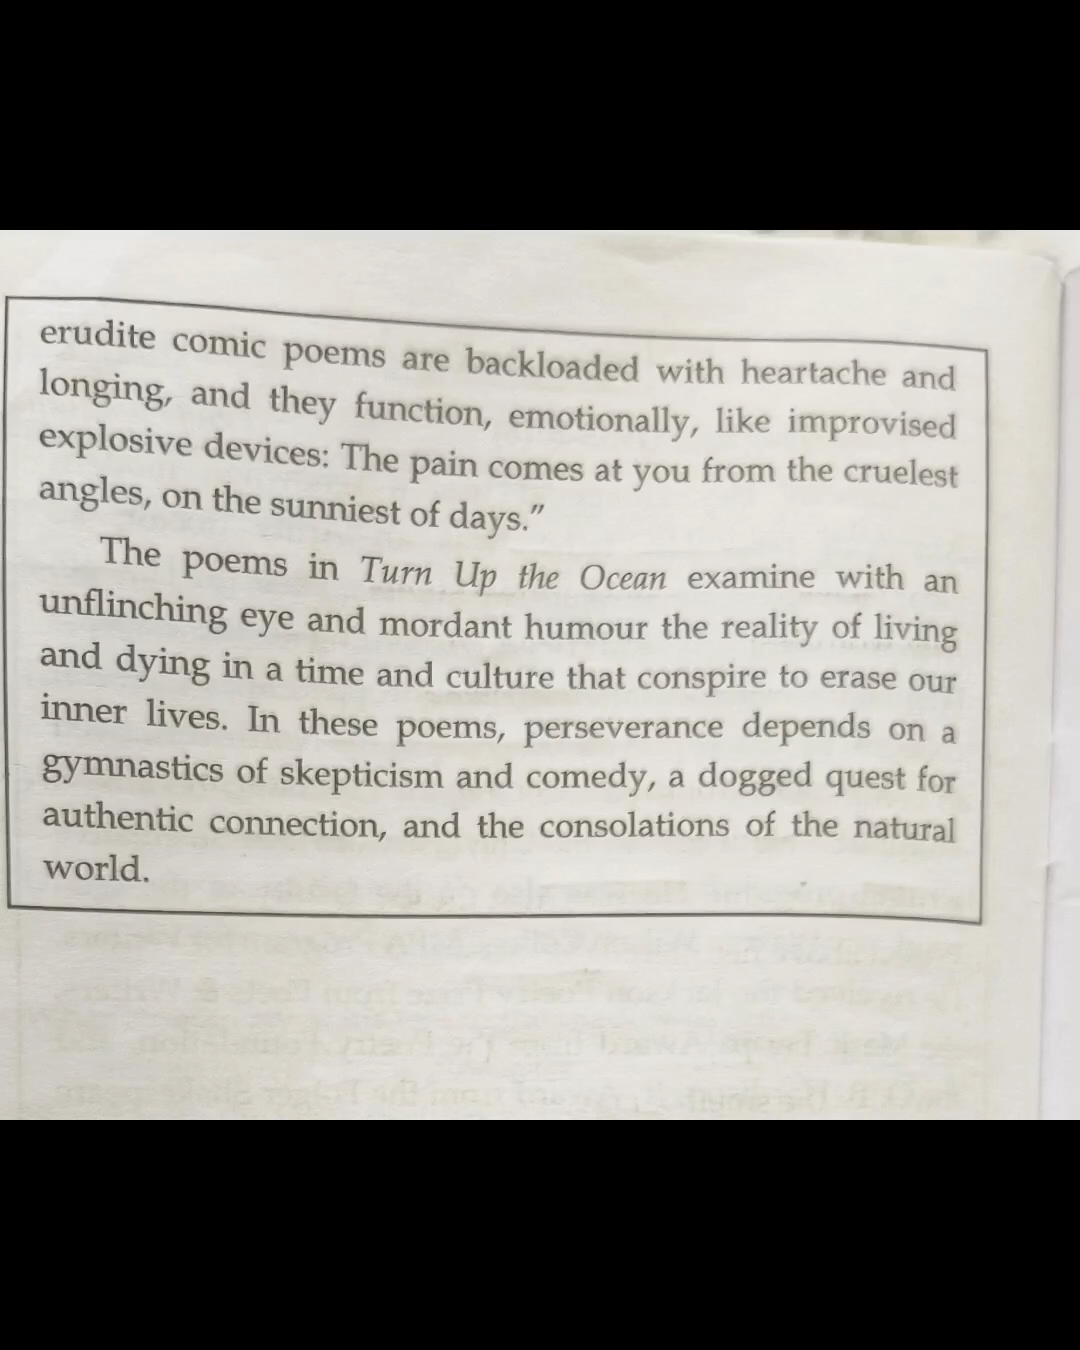 erudite comic poems are backloaded with heartache and
longing, and they function, emotionally, like improvised
explosive devices: The pain comes at you from the cruelest
angles, on the sunniest of days.”
The poems in Turn Up the Ocean examine with an
unflinching eye and mordant humour the reality of living
and dying in a time and culture that conspire to erase our
inner lives. In these poems, perseverance depends on a
gymnastics of skepticism and comedy, a dogged quest for
authentic connection, and the consolations of the natural
world.